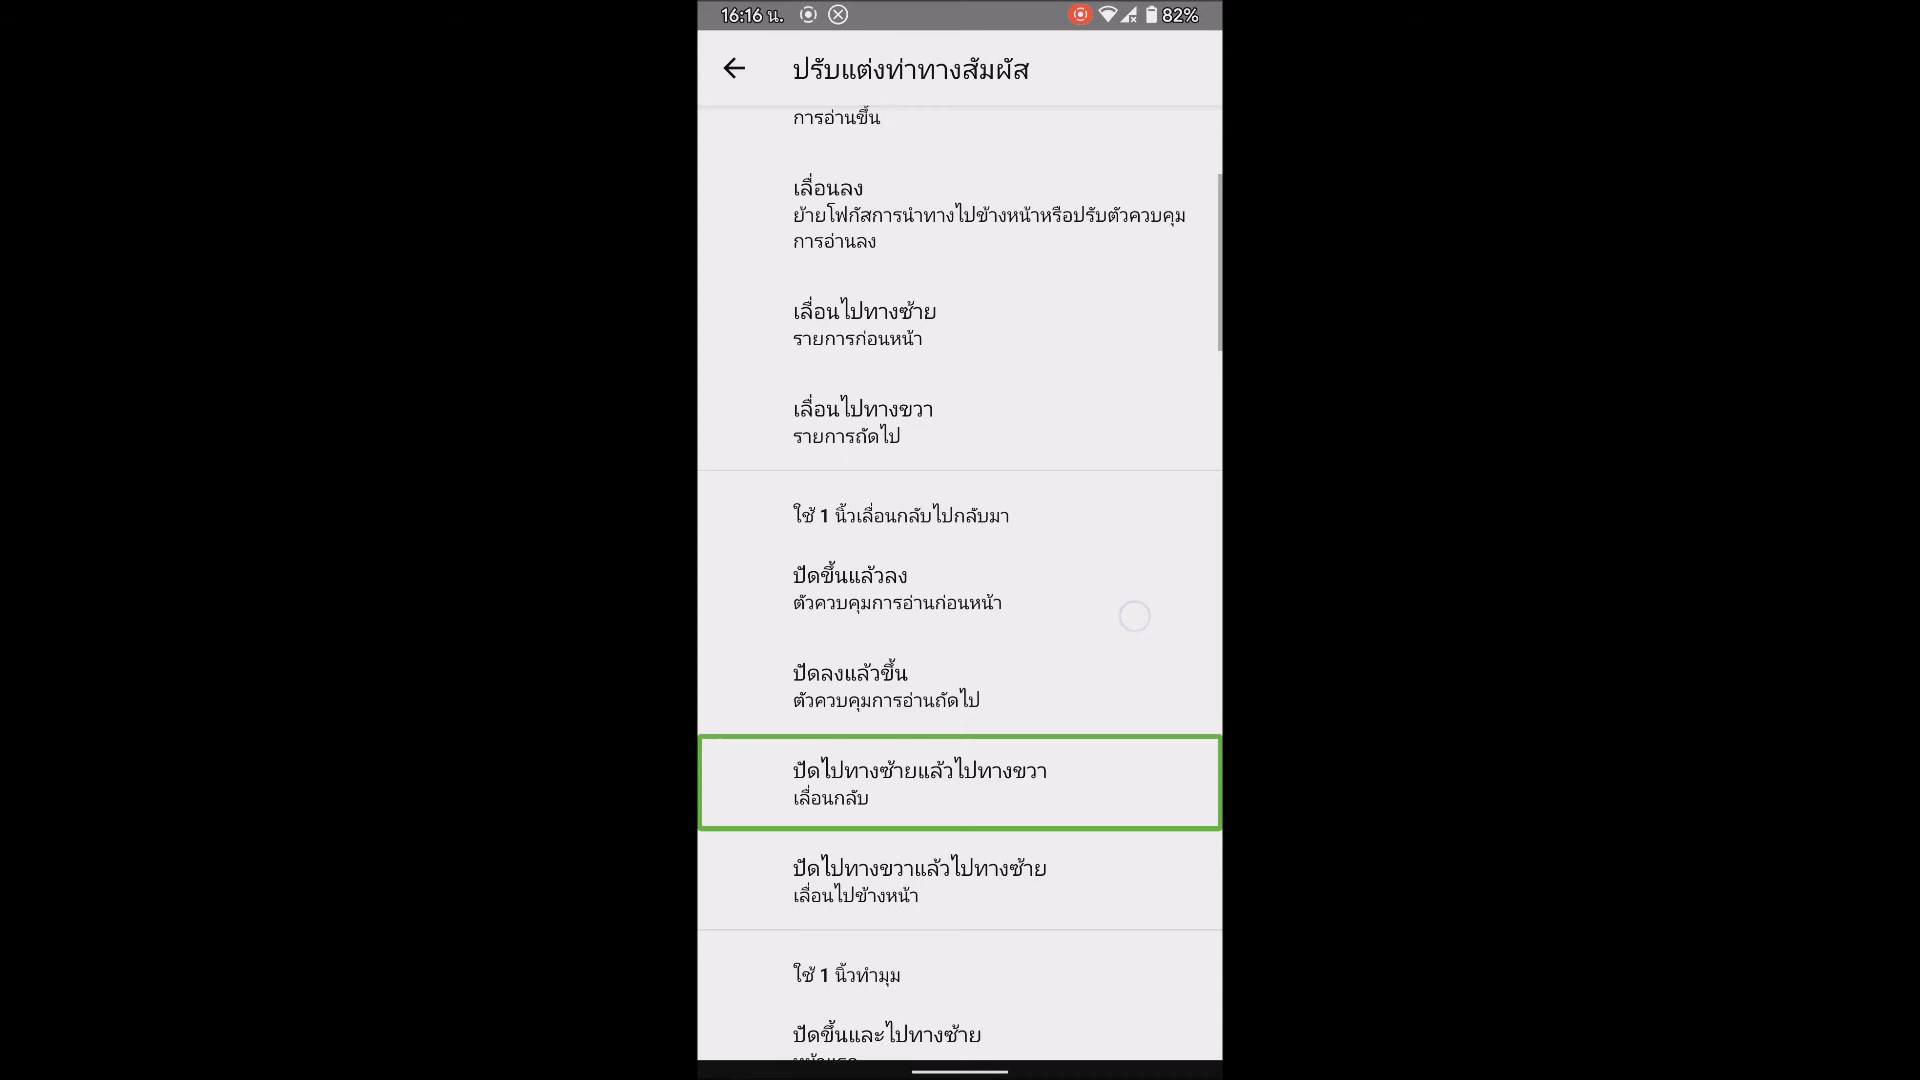 16:16 น.
82%
ปรับแต่งท่าทางสัมผัส
การอ่านขึ้น
เลื่อนลง
ย้ายโฟกัสการนำทางไปข้างหน้าหรือปรับตัวควบคุม
การอ่านลง
เลื่อนไปทางซ้าย
รายการก่อนหน้า
เลื่อนไปทางขวา
รายการถัดไป
ใช้ 1 นิ้วเลื่อนกลับไปกลับมา
ปัดขึ้นแล้วลง
ตัวควบคุมการอ่านก่อนหน้า
ปัดลงแล้วขึ้น
ตัวควบคุมการอ่านถัดไป
ปัดไปทางซ้ายแล้วไปทางขวา
เลื่อนกลับ
ปัดไปทางขวาแล้วไปทางซ้าย
เลื่อนไปข้างหน้า
ใช้ 1 นิ้วทำมุม
ปัดขึ้นและไปทางซ้าย